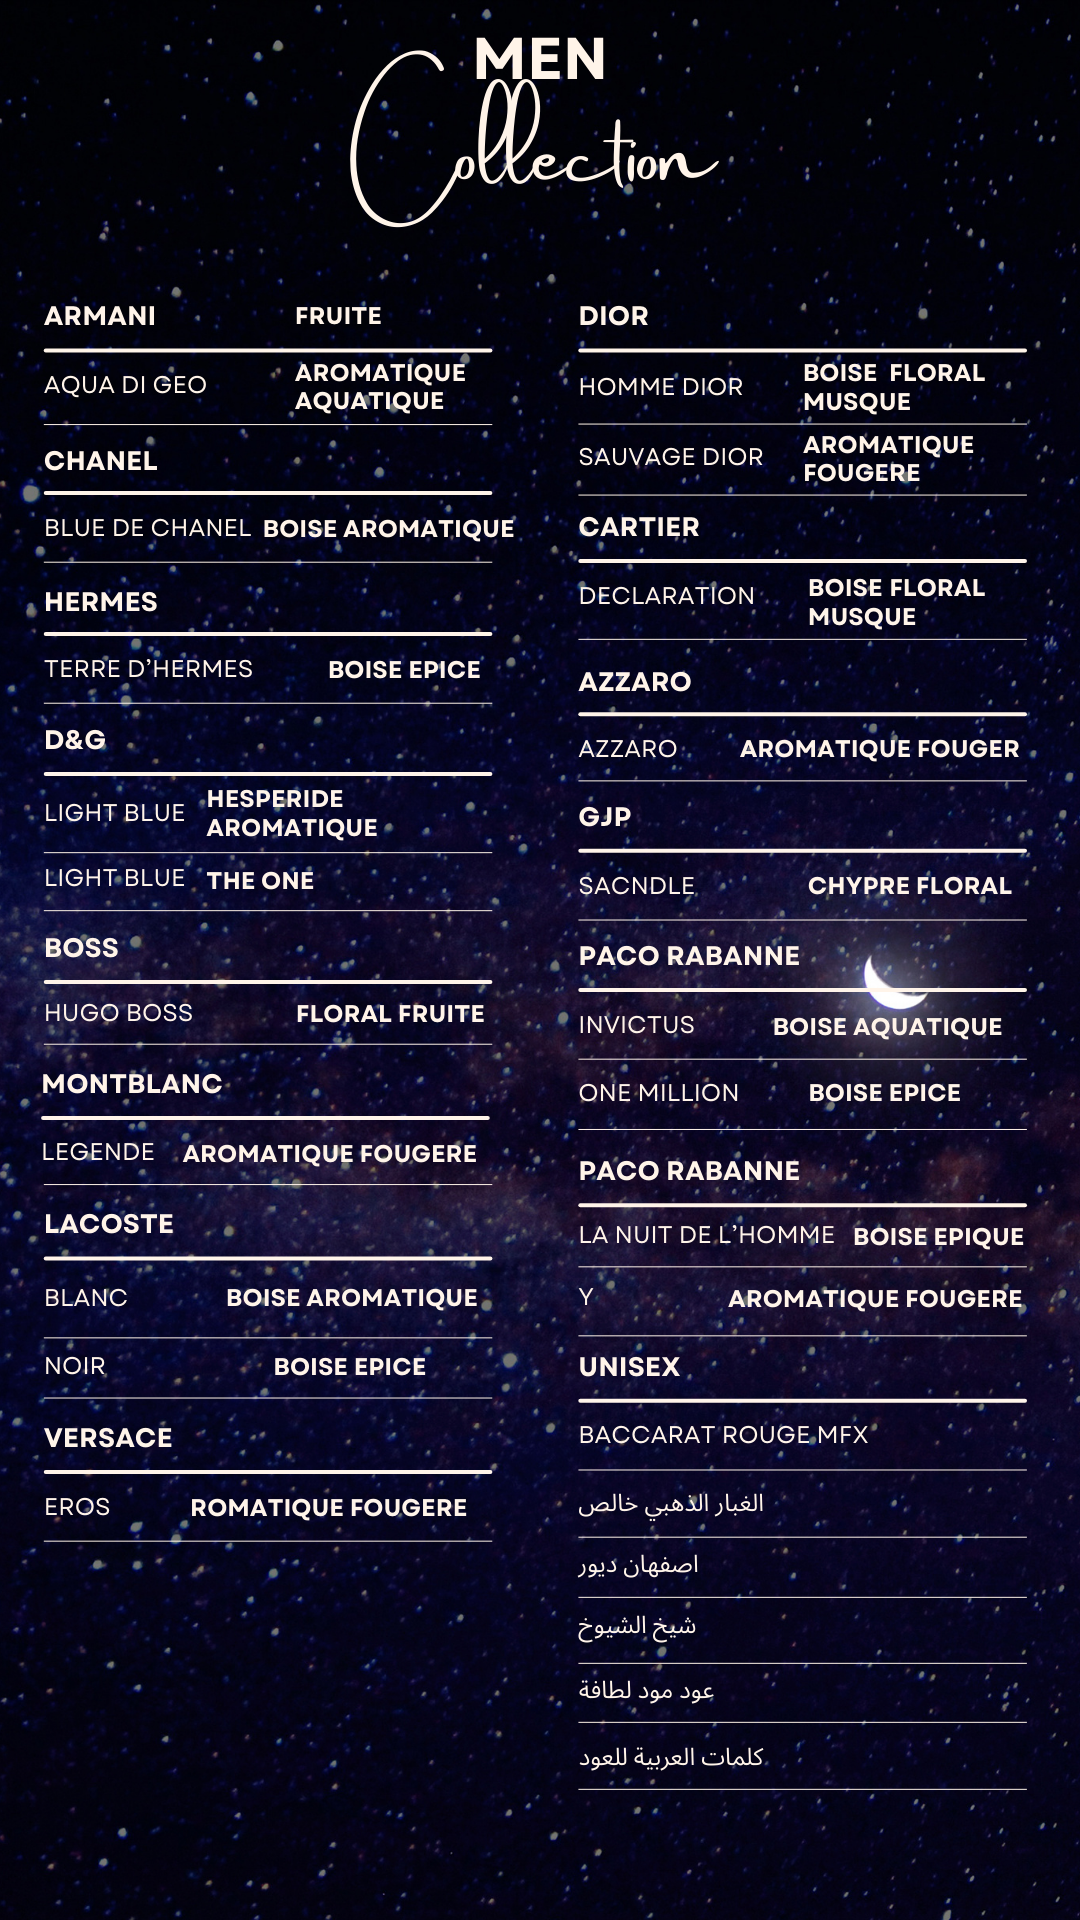 MEN
Collection
ARMANI FRUITE
AQUA DI GEO AROMATIQUE
AQUATIQUE
CHANEL
BLUE DE CHANEL BOISE AROMATIQUE
HERMES
TERRE D’HERMES BOISE EPICE
D&G
LIGHT BLUE HESPERIDE
AROMATIQUE
LIGHT BLUE THE ONE
BOSS
HUGO BOSS FLORAL FRUITE
MONTBLANC
LEGENDE AROMATIQUE FOUGERE
LACOSTE
BLANC BOISE AROMATIQUE
NOIR BOISE EPICE
VERSACE
EROS ROMATIQUE FOUGERE
DIOR
HOMME DIOR BOISE FLORAL
MUSQUE
SAUVAGE DIOR AROMATIQUE
FOUGERE
CARTIER
DECLARATION BOISE FLORAL
MUSQUE
AZZARO
AZZARO AROMATIQUE FOUGER
GJP
SACNDLE CHYPRE FLORAL
PACO RABANNE
INVICTUS BOISE AQUATIQUE
ONE MILLION BOISE EPICE
PACO RABANNE
LA NUIT DE L’HOMME BOISE EPIQUE
Y AROMATIQUE FOUGERE
UNISEX
BACCARAT ROUGE MFX
الغبار الذهبي خالص
اصفهان ديور
شيخ الشيوخ
عود مود لطافة
كلمات العربية للعود